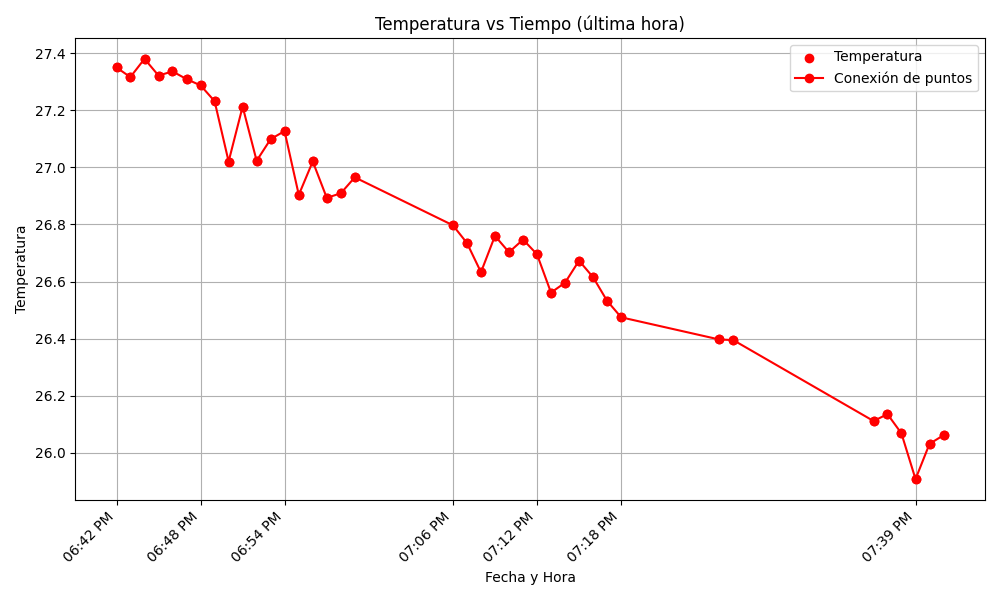 Temperatura vs Tiempo (última hora)
Temperatura
Conexión de puntos
27.4
27.2
27.0
26.8
26.6
26.4
26.2
26.0
Temperatura
06:42 PM
06:48 PM
06:54 PM
07:06 PM
07:12 PM
07:18 PM
07:39 PM
Fecha y Hora